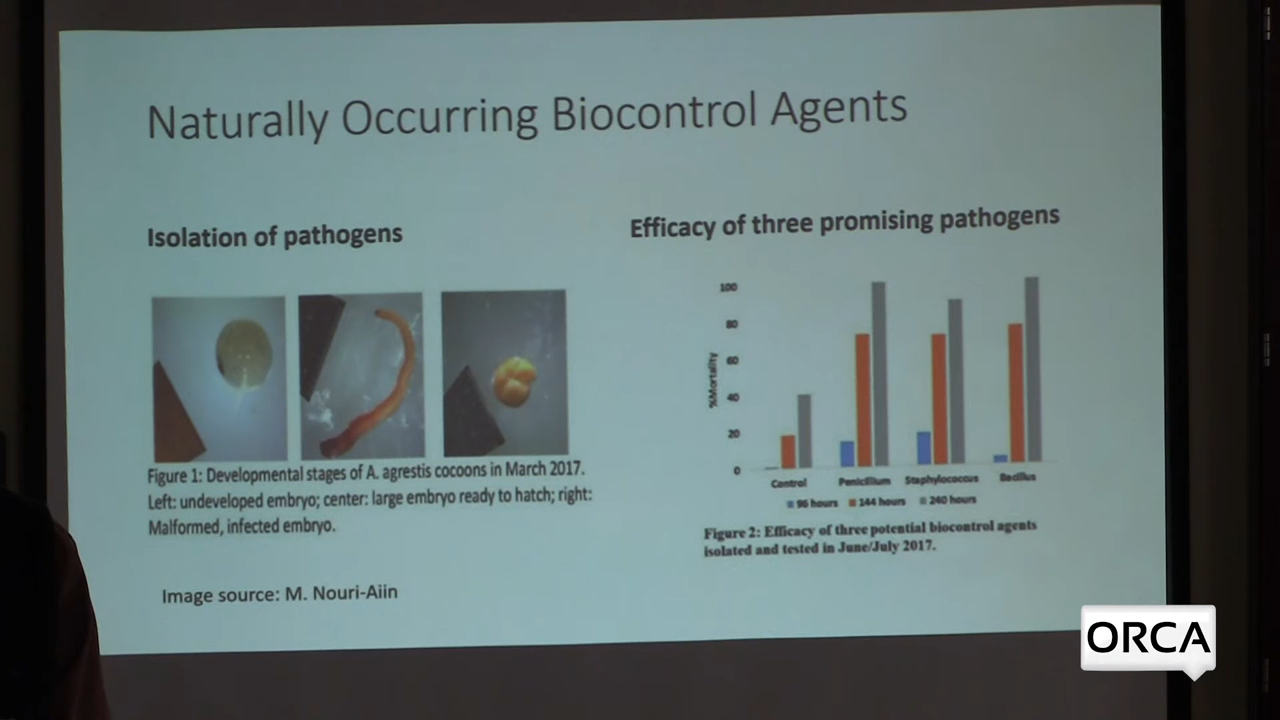 Naturally Occurring Biocontrol Agents
Isolation of pathogens
Figure 1: Developmental stages of A. agrestis cocoons in March 2017.
Left: undeveloped embryo; center: large embryo ready to hatch; right:
Malformed, infected embryo.
Image source: M. Nouri-Aiin
Efficacy of three promising pathogens
%Mortality
100
80
60
40
20
0
Control Penicillium Staphylococcus Bacillus
96 hours 144 hours 240 hours
Figure 2: Efficacy of three potential biocontrol agents
isolated and tested in June/July 2017.
ORCA